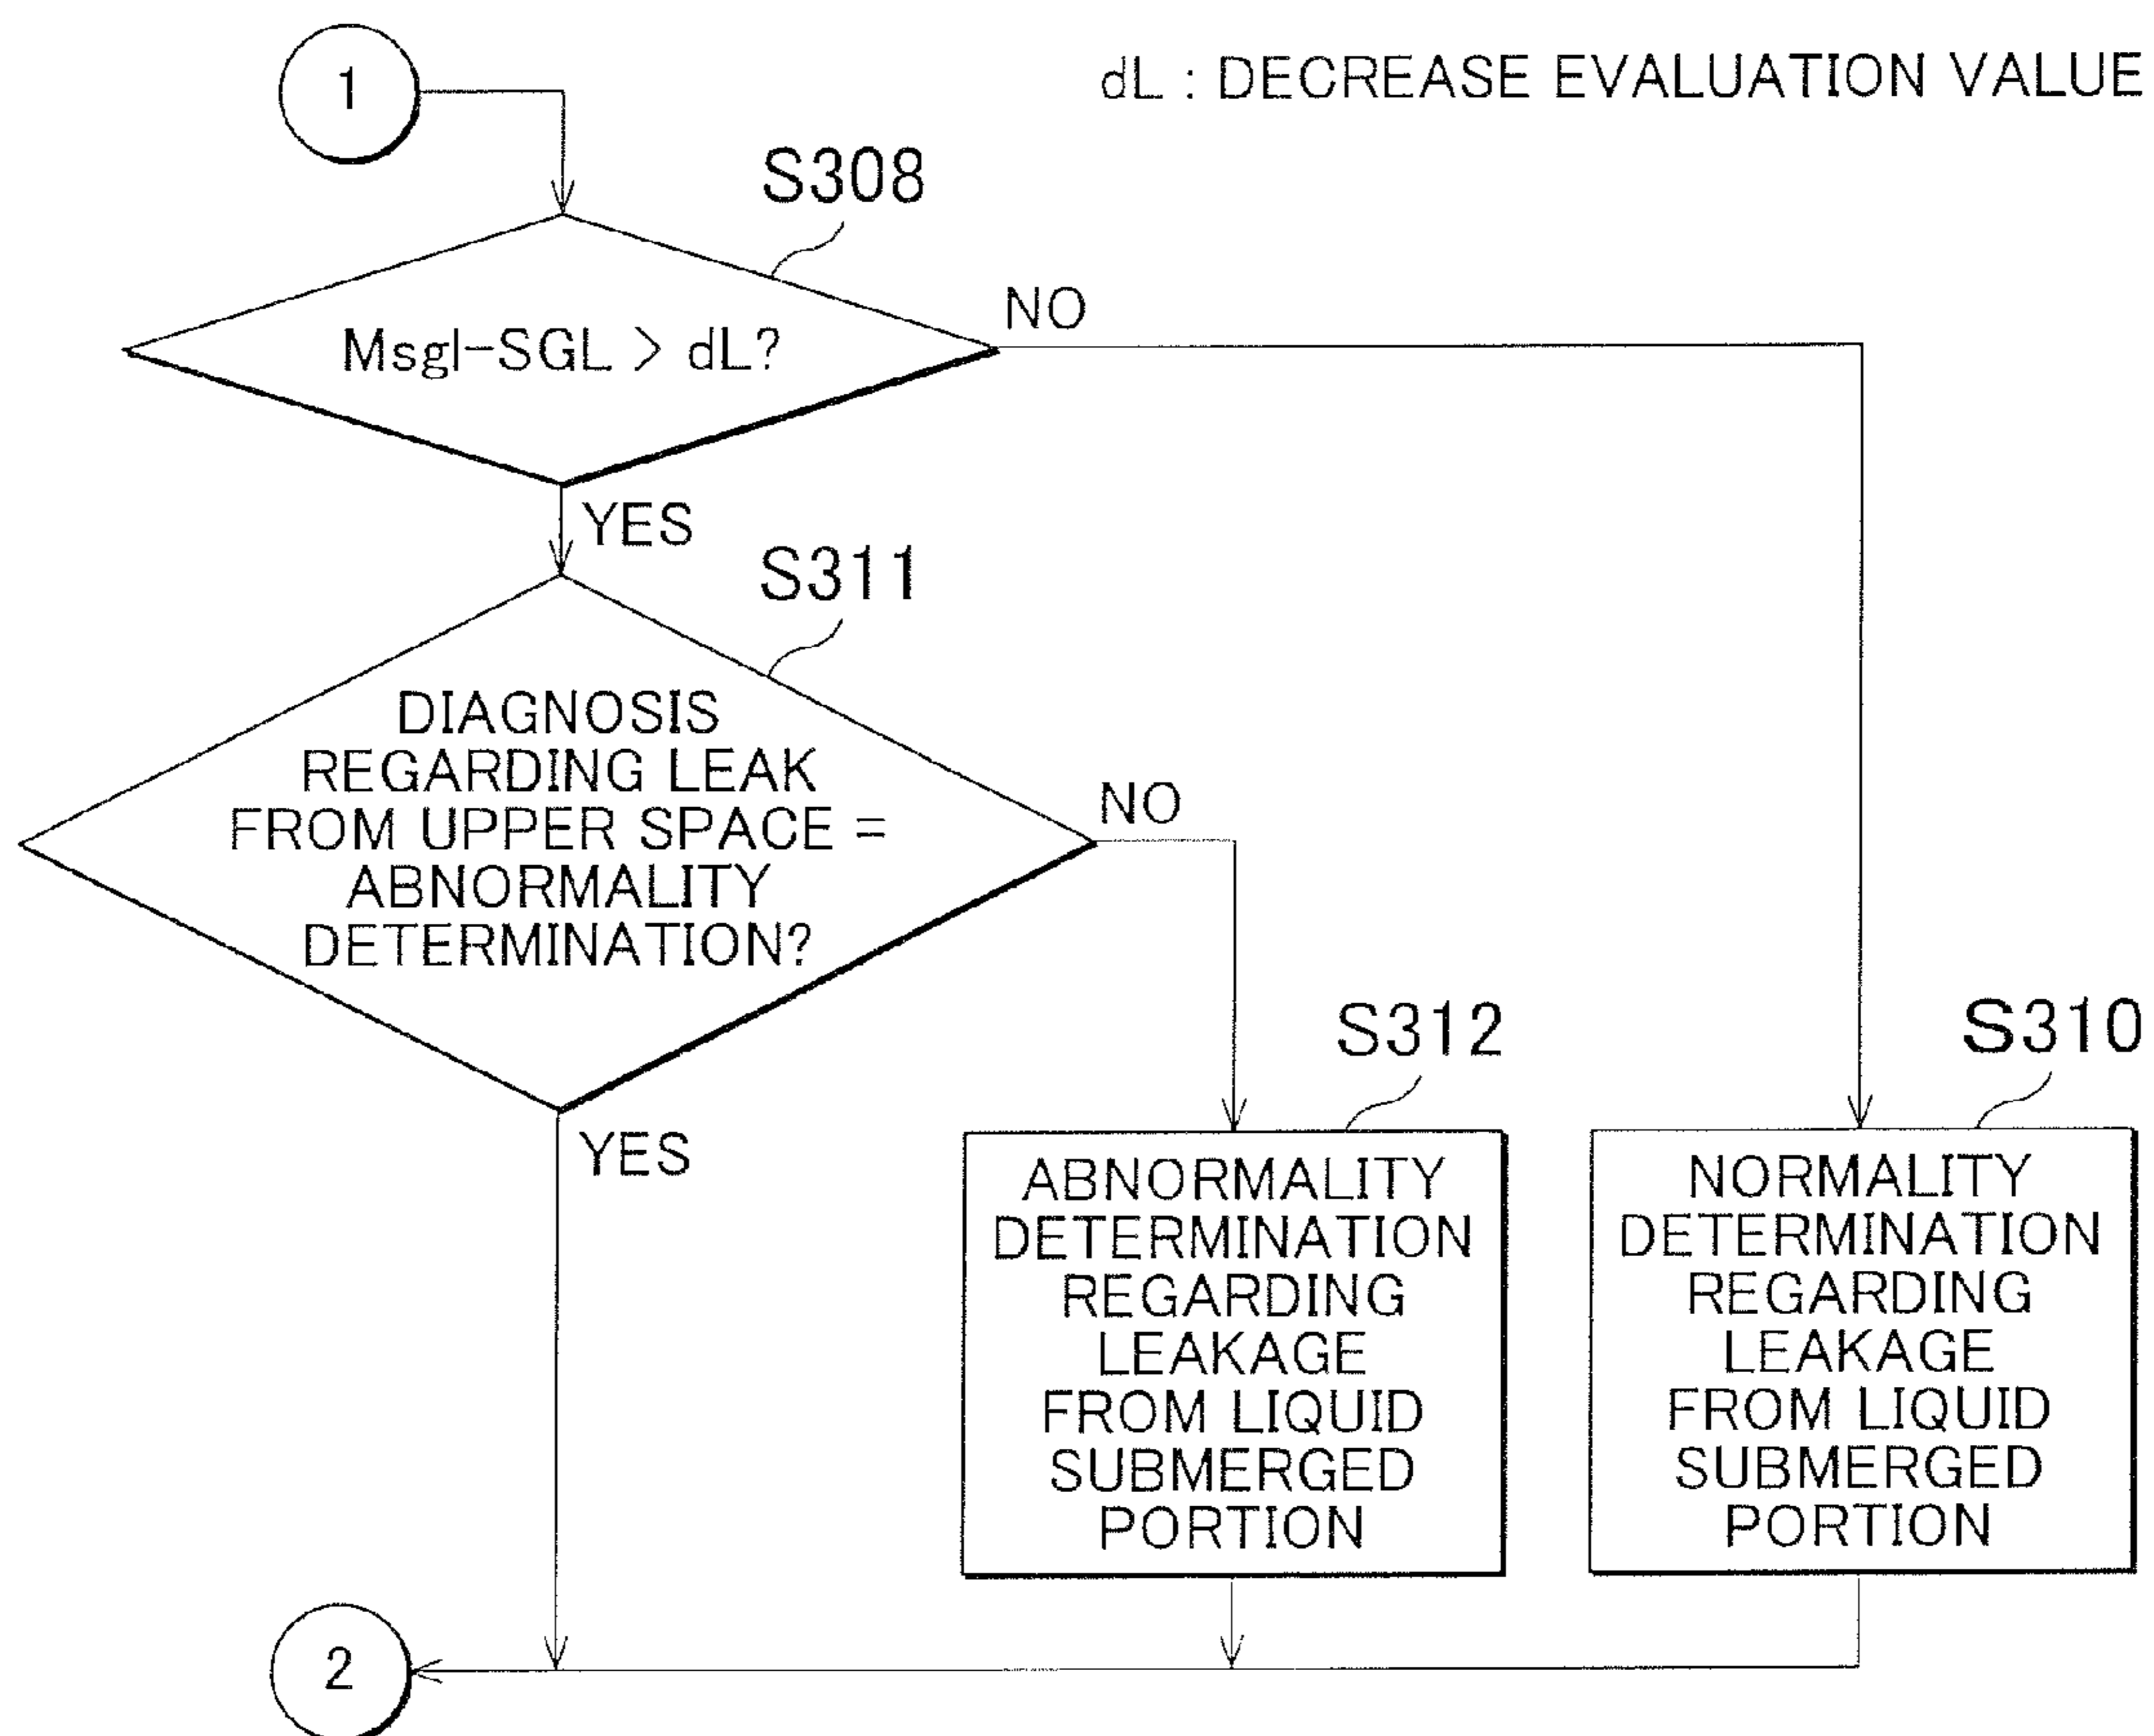 1
dL : DECREASE EVALUATION VALUE
S308
Msgl-SGL > dL?
NO
YES
S311
DIAGNOSIS
REGARDING LEAK
FROM UPPER SPACE =
ABNORMALITY
DETERMINATION?
NO
YES
S312
ABNORMALITY
DETERMINATION
REGARDING
LEAKAGE
FROM LIQUID
SUBMERGED
PORTION
S310
NORMALITY
DETERMINATION
REGARDING
LEAKAGE
FROM LIQUID
SUBMERGED
PORTION
2